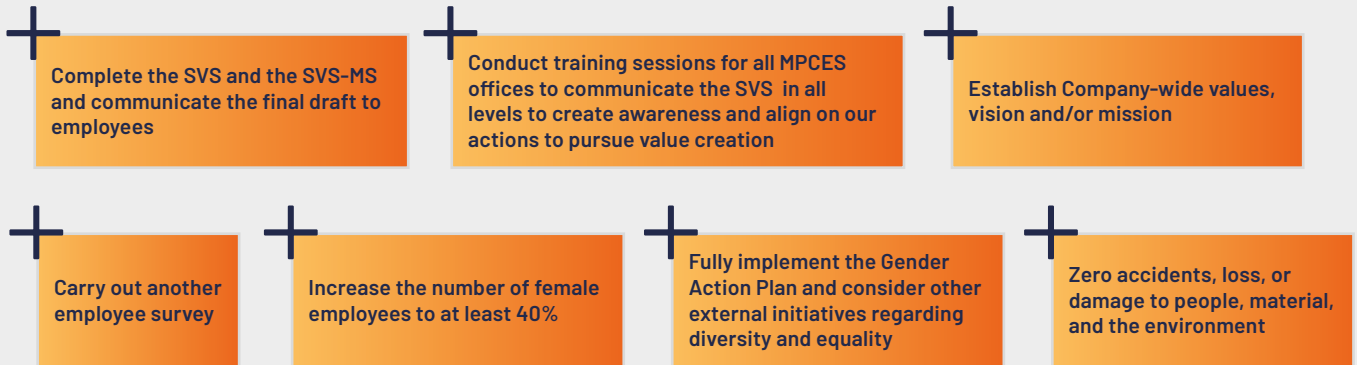 Complete the SVS and the SVS-MS
and communicate the final draft to
employees
Conduct training sessions for all MPCES
offices to communicate the SVS in all
levels to create awareness and align on our
actions to pursue value creation
Establish Company-wide values,
vision and/or mission
Carry out another
employee survey
Increase the number of female
employees to at least 40%
Fully implement the Gender
Action Plan and consider other
external initiatives regarding
diversity and equality
Zero accidents, loss, or
damage to people, material,
and the environment